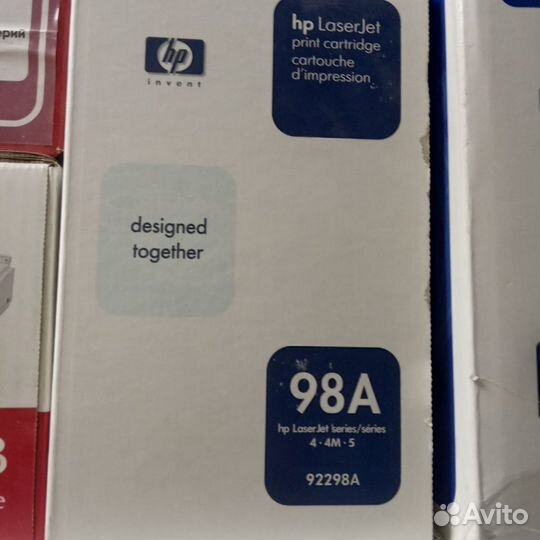 ерий
hp
invent
hp LaserJet
print cartridge
cartouche
d'impression
designed
together
98A
hp LaserJet series/séries
4 · 4M · 5
92298A
e
Avito